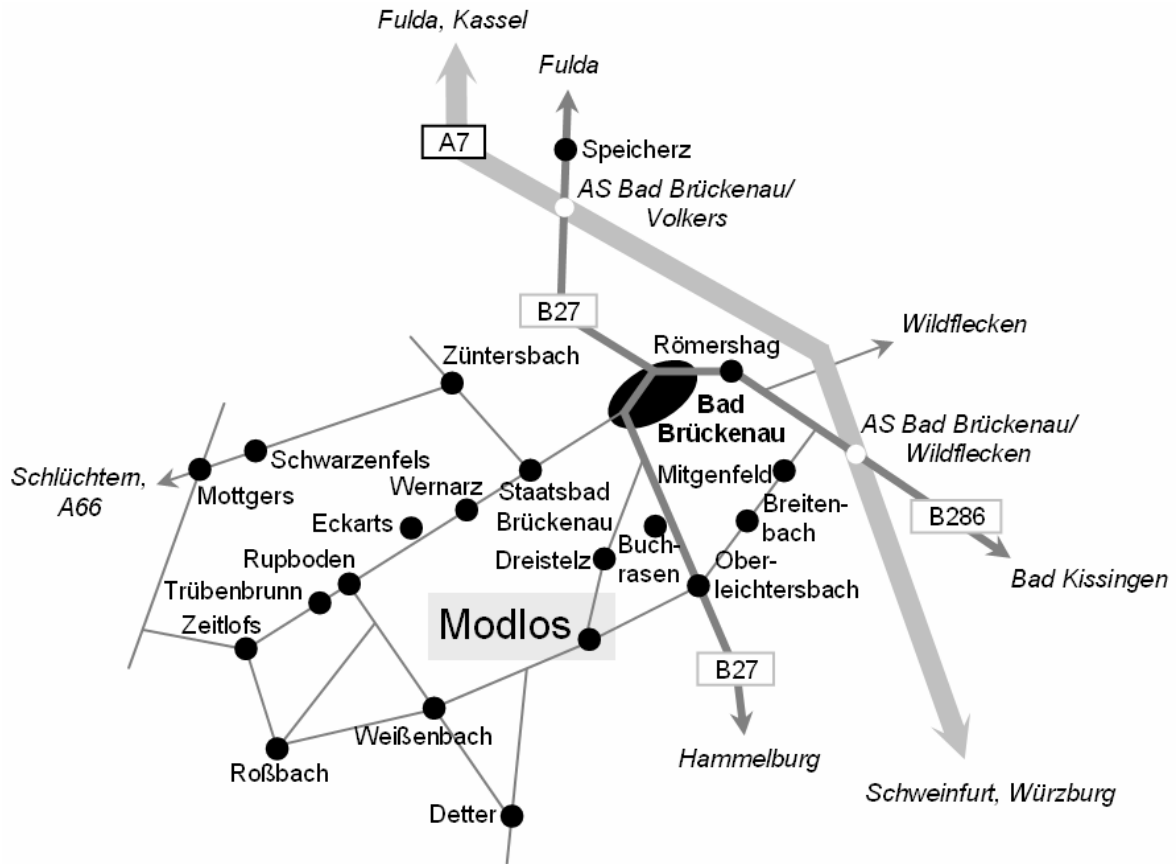 Fulda, Kassel
Fulda
A7
Speicherz
AS Bad Brückenau/
Volkers
B27
Wildflecken
Römershag
Züntersbach
Bad
Brückenau
AS Bad Brückenau/
Wildflecken
Schlüchtern,
A66
Mottgers
Schwarzenfels
Wernarz
Staatsbad
Brückenau
Mitgenfeld
Eckarts
Breiten-
bach
B286
Dreistelz
Buch-
rasen
Ober-
leichtersbach
Bad Kissingen
Rupboden
Trübenbrunn
Zeitlofs
Modlos
B27
Weißenbach
Roßbach
Hammelburg
Schweinfurt, Würzburg
Detter